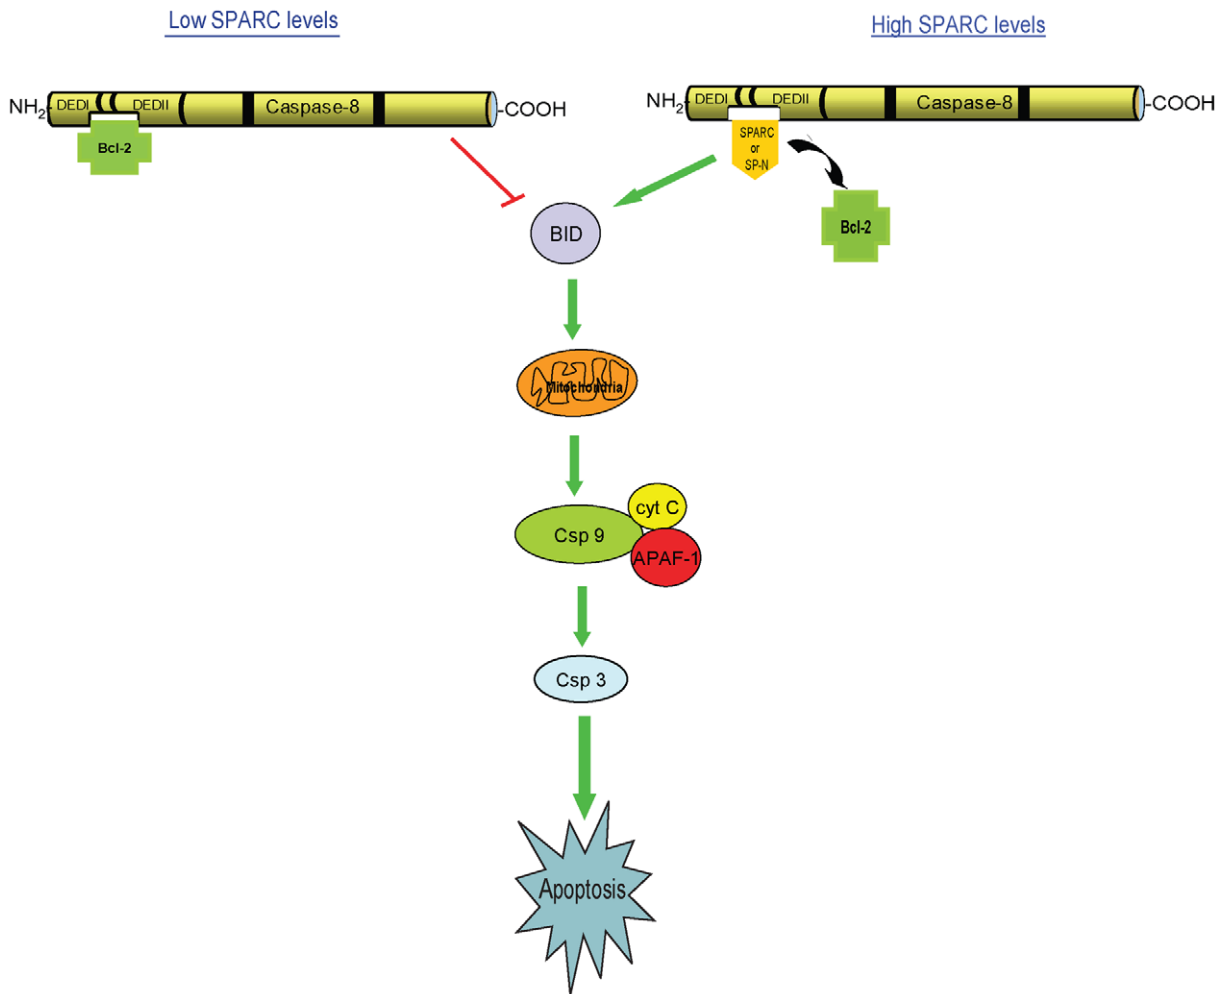 Low SPARC levels
High SPARC levels
NH2 DEDI DEDII Caspase-8 -COOH
Bcl-2
NH2 DEDI DEDII Caspase-8 -COOH
SPARC
or
SP-N
Bcl-2
BID
Mitochondria
cyt C
Csp 9
APAF-1
Csp 3
Apoptosis